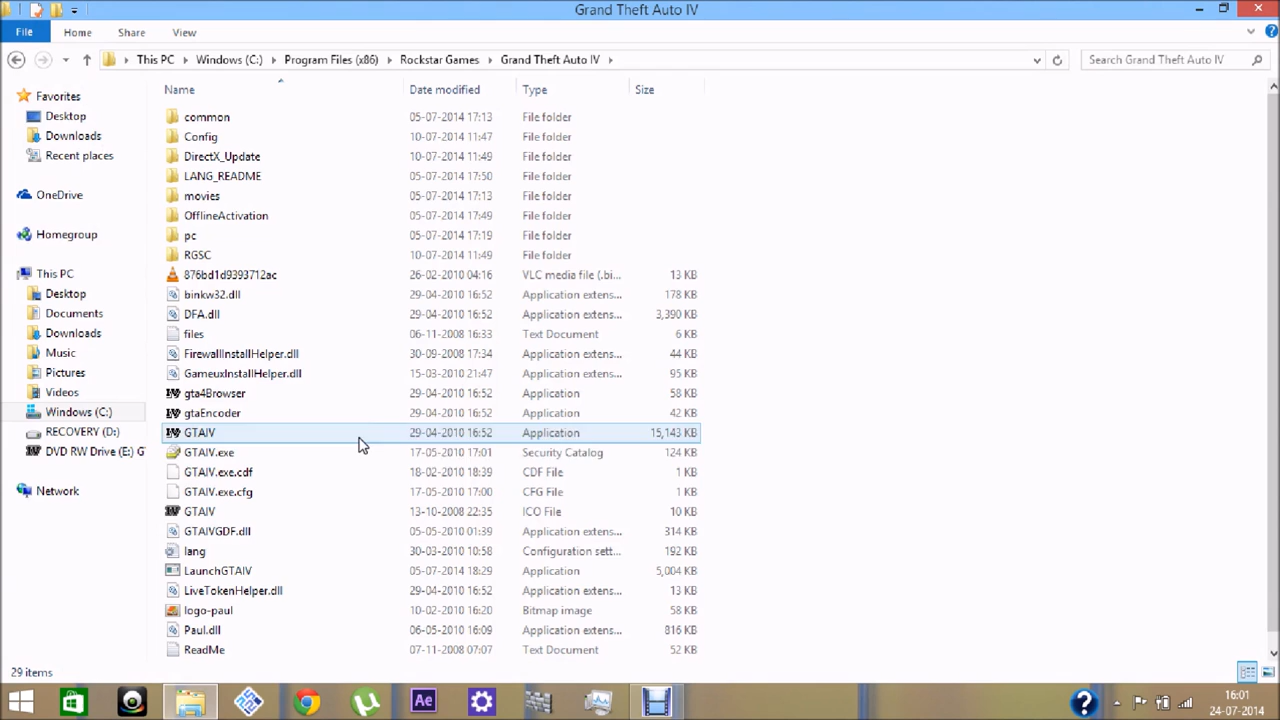 Grand Theft Auto IV
File Home Share View
This PC Windows (C:) Program Files (x86) Rockstar Games Grand Theft Auto IV Search Grand Theft Auto IV
Name Date modified Type Size
Favorites
Desktop
Downloads
Recent places
OneDrive
Homegroup
This PC
Desktop
Documents
Downloads
Music
Pictures
Videos
Windows (C:)
RECOVERY (D:)
DVD RW Drive (E:) G
Network
common 05-07-2014 17:13 File folder
Config 10-07-2014 11:47 File folder
DirectX_Update 10-07-2014 11:49 File folder
LANG_README 05-07-2014 17:50 File folder
movies 05-07-2014 17:13 File folder
OfflineActivation 05-07-2014 17:49 File folder
pc 05-07-2014 17:19 File folder
RGSC 10-07-2014 11:49 File folder
876bd1d9393712ac 26-02-2010 04:16 VLC media file (.bi... 13 KB
binkw32.dll 29-04-2010 16:52 Application extens... 178 KB
DFA.dll 29-04-2010 16:52 Application extens... 3,390 KB
files 06-11-2008 16:33 Text Document 6 KB
FirewallInstallHelper.dll 30-09-2008 17:34 Application extens... 44 KB
GameuxInstallHelper.dll 15-03-2010 21:47 Application extens... 95 KB
gta4Browser 29-04-2010 16:52 Application 58 KB
gtaEncoder 29-04-2010 16:52 Application 42 KB
GTAIV 29-04-2010 16:52 Application 15,143 KB
GTAIV.exe 17-05-2010 17:01 Security Catalog 124 KB
GTAIV.exe.cdf 18-02-2010 18:39 CDF File 1 KB
GTAIV.exe.cfg 17-05-2010 17:00 CFG File 1 KB
GTAIV 13-10-2008 22:35 ICO File 10 KB
GTAIVGDF.dll 05-05-2010 01:39 Application extens... 314 KB
lang 30-03-2010 10:58 Configuration sett... 192 KB
LaunchGTAIV 05-07-2014 18:29 Application 5,004 KB
LiveTokenHelper.dll 29-04-2010 16:52 Application extens... 13 KB
logo-paul 10-02-2010 16:20 Bitmap image 58 KB
Paul.dll 06-05-2010 16:09 Application extens... 816 KB
ReadMe 07-11-2008 07:07 Text Document 52 KB
29 items
Ae
16:01
24-07-2014